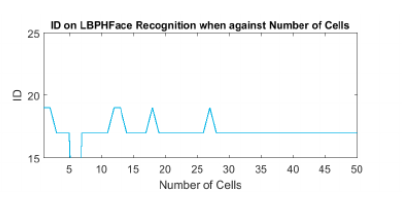 ID on LBPHFace Recognition when against Number of Cells
25
20
15
ID
5 10 15 20 25 30 35 40 45 50
Number of Cells